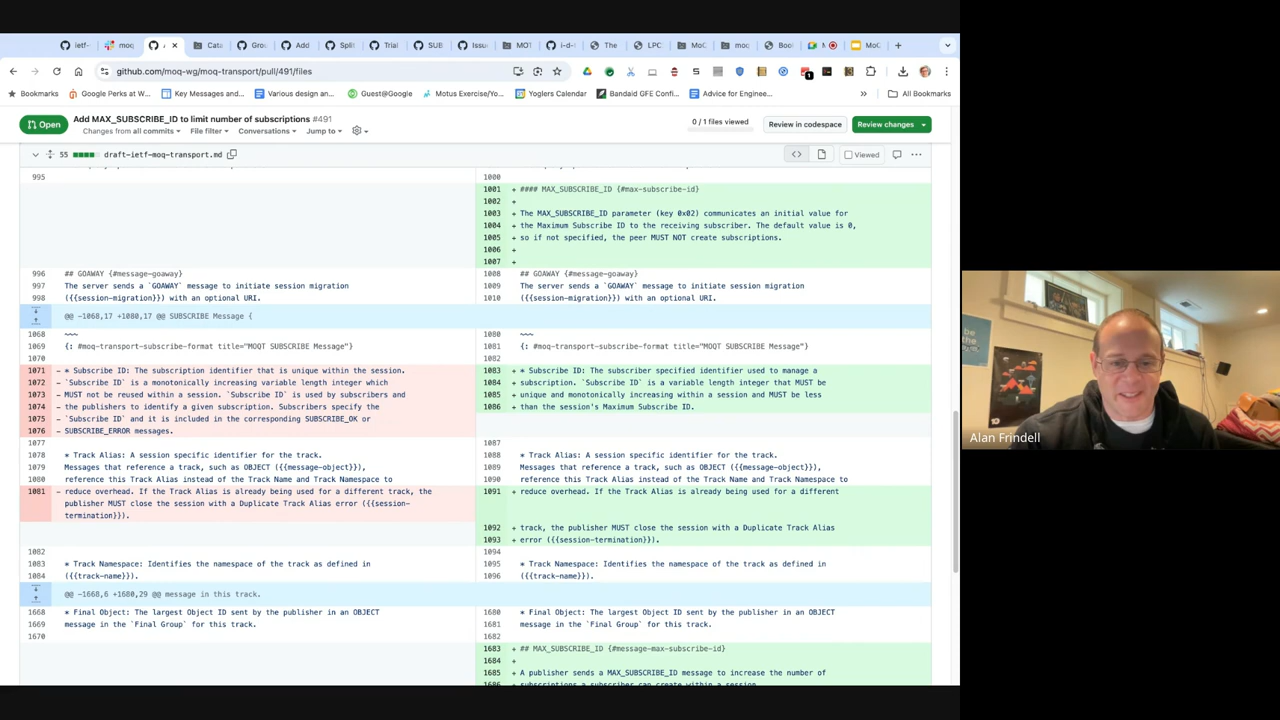 ietf-
moq
Cata
Gro
Add
Split
Trial
SUB
Issu
MOT
i-d-t
The
LPC
MoC
moq
Boo
M
MoC
github.com/moq-wg/moq-transport/pull/491/files
Bookmarks
Google Perks at W...
Key Messages and...
Various design an...
Guest@Google
Motus Exercise/Yo...
Yoglers Calendar
Bandaid GFE Confi...
Advice for Enginee...
»
All Bookmarks
Open
Add MAX_SUBSCRIBE_ID to limit number of subscriptions #491
Changes from all commits
File filter
Conversations
Jump to
0 / 1 files viewed
Review in codespace
Review changes
55
draft-ietf-moq-transport.md
Viewed
995
1000
1001 + #### MAX_SUBSCRIBE_ID {#max-subscribe-id}
1002 +
1003 + The MAX_SUBSCRIBE_ID parameter (key 0x02) communicates an initial value for
1004 + the Maximum Subscribe ID to the receiving subscriber. The default value is 0,
1005 + so if not specified, the peer MUST NOT create subscriptions.
1006 +
1007 +
996 ## GOAWAY {#message-goaway}
997 The server sends a `GOAWAY` message to initiate session migration
998 ({{session-migration}}) with an optional URI.
1008 ## GOAWAY {#message-goaway}
1009 The server sends a `GOAWAY` message to initiate session migration
1010 ({{session-migration}}) with an optional URI.
@@ -1068,17 +1080,17 @@ SUBSCRIBE Message {
1068 ~~~
1069 {: #moq-transport-subscribe-format title="MOQT SUBSCRIBE Message"}
1070
1080 ~~~
1081 {: #moq-transport-subscribe-format title="MOQT SUBSCRIBE Message"}
1082
1071 - * Subscribe ID: The subscription identifier that is unique within the session.
1072 - `Subscribe ID` is a monotonically increasing variable length integer which
1073 - MUST not be reused within a session. `Subscribe ID` is used by subscribers and
1074 - the publishers to identify a given subscription. Subscribers specify the
1075 - `Subscribe ID` and it is included in the corresponding SUBSCRIBE_OK or
1076 - SUBSCRIBE_ERROR messages.
1083 + * Subscribe ID: The subscriber specified identifier used to manage a
1084 + subscription. `Subscribe ID` is a variable length integer that MUST be
1085 + unique and monotonically increasing within a session and MUST be less
1086 + than the session's Maximum Subscribe ID.
1077
1078 * Track Alias: A session specific identifier for the track.
1079 Messages that reference a track, such as OBJECT ({{message-object}}),
1080 reference this Track Alias instead of the Track Name and Track Namespace to
1081 - reduce overhead. If the Track Alias is already being used for a different track, the
publisher MUST close the session with a Duplicate Track Alias error ({{session-
termination}}).
1087
1088 * Track Alias: A session specific identifier for the track.
1089 Messages that reference a track, such as OBJECT ({{message-object}}),
1090 reference this Track Alias instead of the Track Name and Track Namespace to
1091 + reduce overhead. If the Track Alias is already being used for a different
1092 + track, the publisher MUST close the session with a Duplicate Track Alias
1093 + error ({{session-termination}}).
1082
1083 * Track Namespace: Identifies the namespace of the track as defined in
1084 ({{track-name}}).
1094
1095 * Track Namespace: Identifies the namespace of the track as defined in
1096 ({{track-name}}).
@@ -1668,6 +1680,29 @@ message in this track.
1668 * Final Object: The largest Object ID sent by the publisher in an OBJECT
1669 message in the `Final Group` for this track.
1670
1680 * Final Object: The largest Object ID sent by the publisher in an OBJECT
1681 message in the `Final Group` for this track.
1682
1683 + ## MAX_SUBSCRIBE_ID {#message-max-subscribe-id}
1684 +
1685 + A publisher sends a MAX_SUBSCRIBE_ID message to increase the number of
1686 + subscriptions a subscriber can create within a session.
be the
Alan Frindell